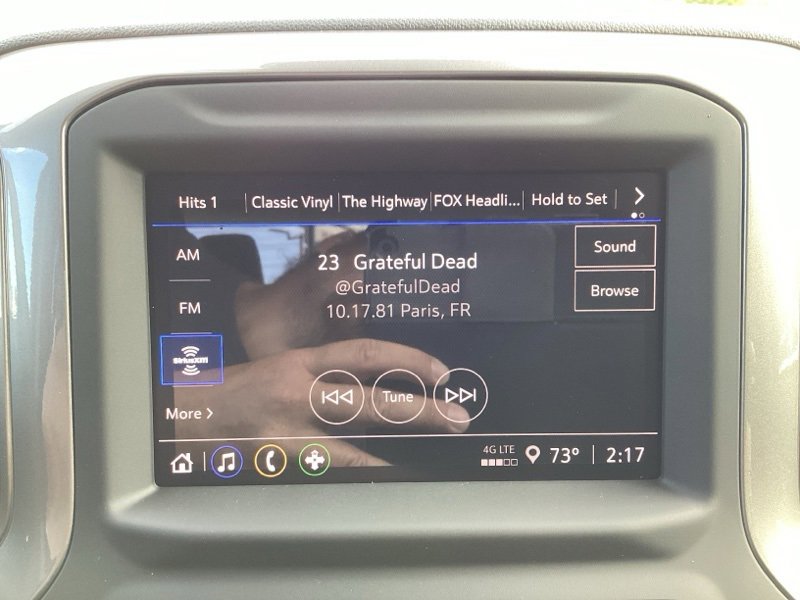 Hits 1 Classic Vinyl The Highway FOX Headli... Hold to Set
AM
FM
SiriusXM
More
23 Grateful Dead
@GratefulDead
10.17.81 Paris, FR
Sound
Browse
Tune
4G LTE 73° 2:17